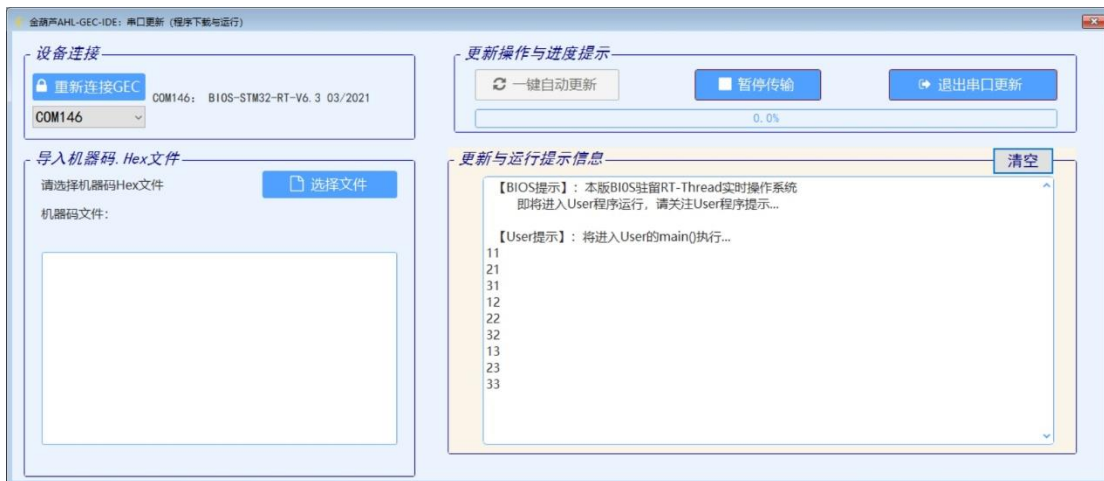 金葫芦AHL-GEC-IDE: 串口更新 (程序下载与运行)
设备连接
重新连接GEC
COM146: BIOS-STM32-RT-V6.3 03/2021
COM146
更新操作与进度提示
一键自动更新
暂停传输
退出串口更新
0.0%
导入机器码.Hex文件
请选择机器码Hex文件
选择文件
机器码文件:
更新与运行提示信息
清空
【BIOS提示】: 本版BIOS驻留RT-Thread实时操作系统
即将进入User程序运行, 请关注User程序提示...
【User提示】: 将进入User的main()执行...
11
21
31
12
22
32
13
23
33